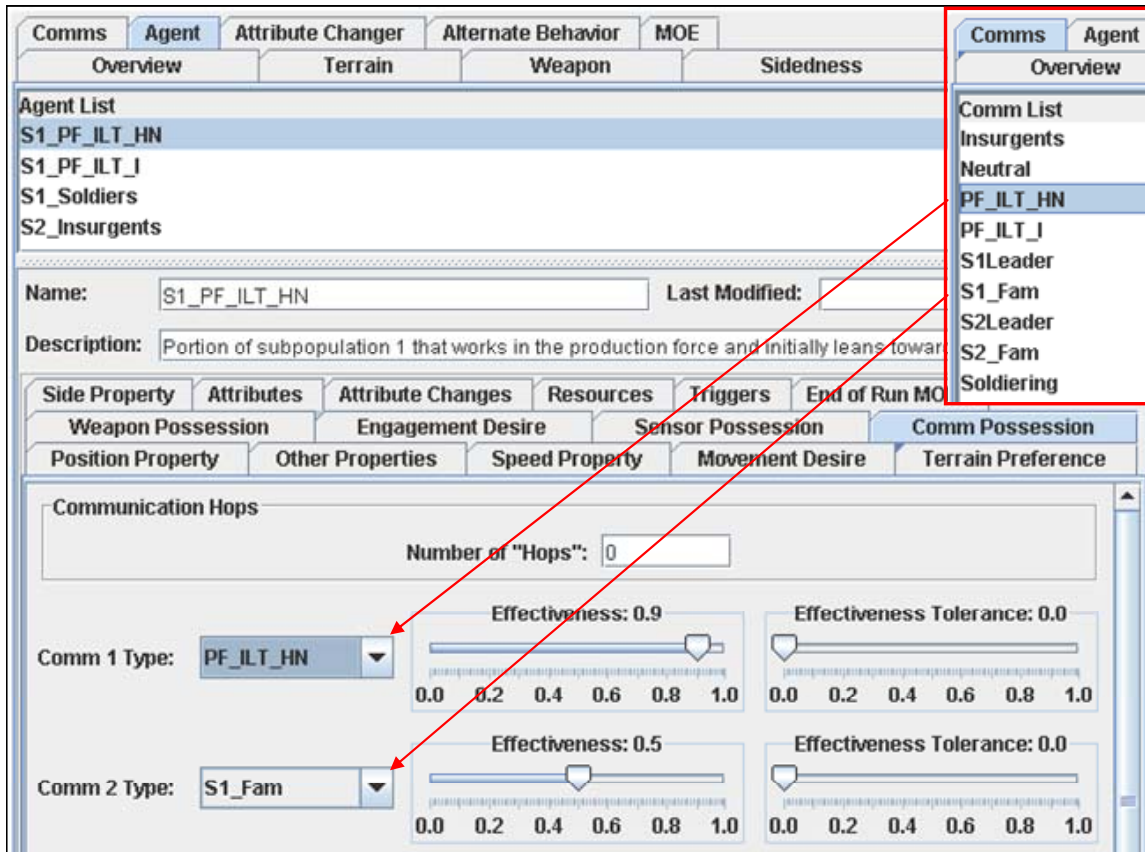 Comms Agent Attribute Changer Alternate Behavior MOE
Overview Terrain Weapon Sidedness
Agent List
S1_PF_ILT_HN
S1_PF_ILT_I
S1_Soldiers
S2_Insurgents
Name: S1_PF_ILT_HN Last Modified:
Description: Portion of subpopulation 1 that works in the production force and initially leans towar
Comms Agent
Overview
Comm List
Insurgents
Neutral
PF_ILT_HN
PF_ILT_I
S1Leader
S1_Fam
S2Leader
S2_Fam
Soldiering
Side Property Attributes Attribute Changes Resources Triggers End of Run MO
Weapon Possession Engagement Desire Sensor Possession Comm Possession
Position Property Other Properties Speed Property Movement Desire Terrain Preference
Communication Hops
Number of "Hops": 0
Effectiveness: 0.9 Effectiveness Tolerance: 0.0
Comm 1 Type: PF_ILT_HN
0.0 0.2 0.4 0.6 0.8 1.0 0.0 0.2 0.4 0.6 0.8 1.0
Effectiveness: 0.5 Effectiveness Tolerance: 0.0
Comm 2 Type: S1_Fam
0.0 0.2 0.4 0.6 0.8 1.0 0.0 0.2 0.4 0.6 0.8 1.0